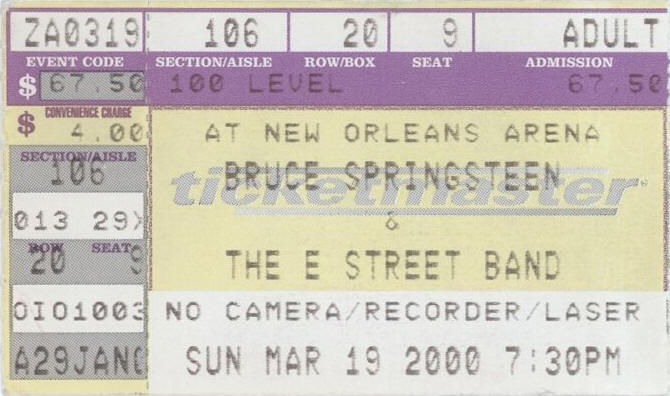 ZA0319 106 20 9 ADULT
EVENT CODE SECTION/AISLE ROW/BOX SEAT ADMISSION
$ 67.50 100 LEVEL 67.50
$ CONVENIENCE CHARGE
4.00 AT NEW ORLEANS ARENA
SECTION/AISLE
106 BRUCE SPRINGSTEEN
ticketmaster
013 29X &
ROW SEAT
20 9 THE E STREET BAND
OIO1003 NO CAMERA/RECORDER/LASER
A29JAN0 SUN MAR 19 2000 7:30PM